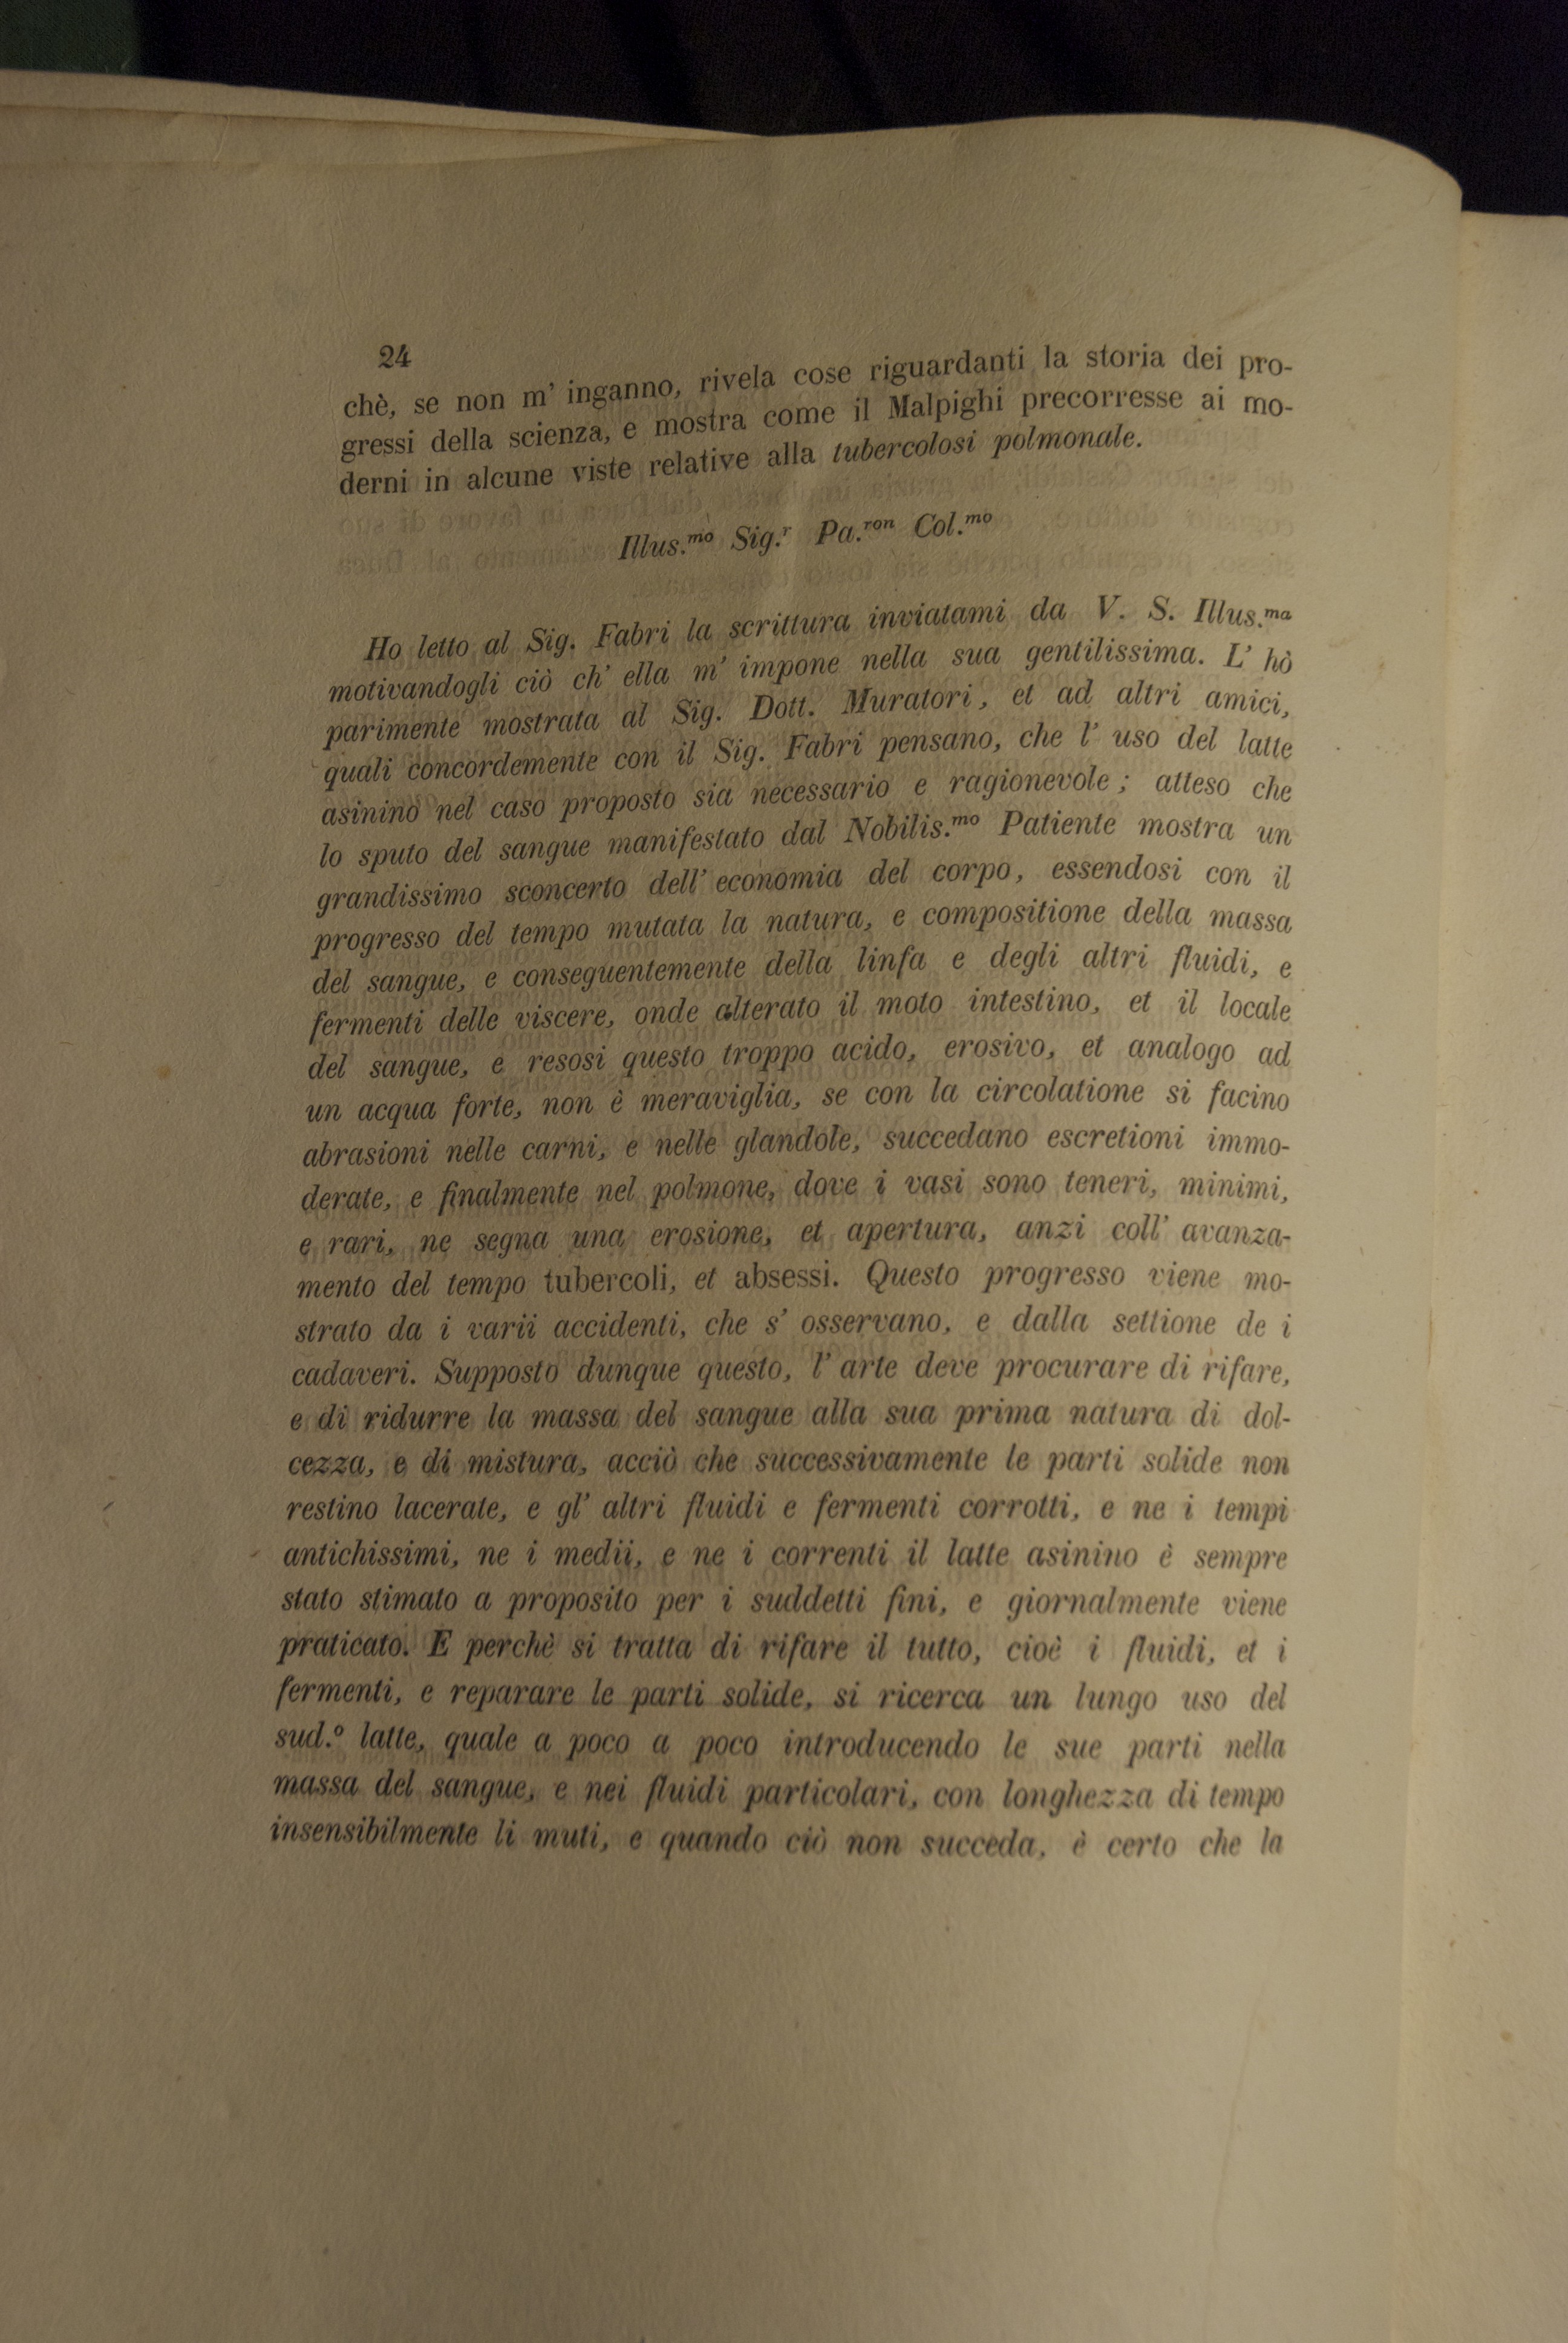 24
chè, se non m' inganno, rivela cose riguardanti la storia dei pro-
gressi della scienza, e mostra come il Malpighi precorresse ai mo-
derni in alcune viste relative alla tubercolosi polmonale.
Illus.mo Sig.r Pa.ron Col.mo
Ho letto al Sig. Fabri la scrittura inviatami da V. S. Illus.ma
motivandogli ciò ch' ella m' impone nella sua gentilissima. L' hò
parimente mostrata al Sig. Dott. Muratori, et ad altri amici,
quali concordemente con il Sig. Fabri pensano, che l' uso del latte
asinino nel caso proposto sia necessario e ragionevole; atteso che
lo sputo del sangue manifestato dal Nobilis.mo Patiente mostra un
grandissimo sconcerto dell' economia del corpo, essendosi con il
progresso del tempo mutata la natura, e compositione della massa
del sangue, e conseguentemente della linfa e degli altri fluidi, e
fermenti delle viscere, onde alterato il moto intestino, et il locale
del sangue, e resosi questo troppo acido, erosivo, et analogo ad
un acqua forte, non è meraviglia, se con la circolatione si facino
abrasioni nelle carni, e nelle glandole, succedano escretioni immo-
derate, e finalmente nel polmone, dove i vasi sono teneri, minimi,
e rari, ne segna una erosione, et apertura, anzi coll' avanza-
mento del tempo tubercoli, et absessi. Questo progresso viene mo-
strato da i varii accidenti, che s' osservano, e dalla settione de i
cadaveri. Supposto dunque questo, l' arte deve procurare di rifare,
e di ridurre la massa del sangue alla sua prima natura di dol-
cezza, e di mistura, acciò che successivamente le parti solide non
restino lacerate, e gl' altri fluidi e fermenti corrotti, e ne i tempi
antichissimi, ne i medii, e ne i correnti il latte asinino è sempre
stato stimato a proposito per i suddetti fini, e giornalmente viene
praticato. E perchè si tratta di rifare il tutto, cioè i fluidi, et i
fermenti, e reparare le parti solide, si ricerca un lungo uso del
sud.o latte, quale a poco a poco introducendo le sue parti nella
massa del sangue, e nei fluidi particolari, con longhezza di tempo
insensibilmente li muti, e quando ciò non succeda, è certo che la